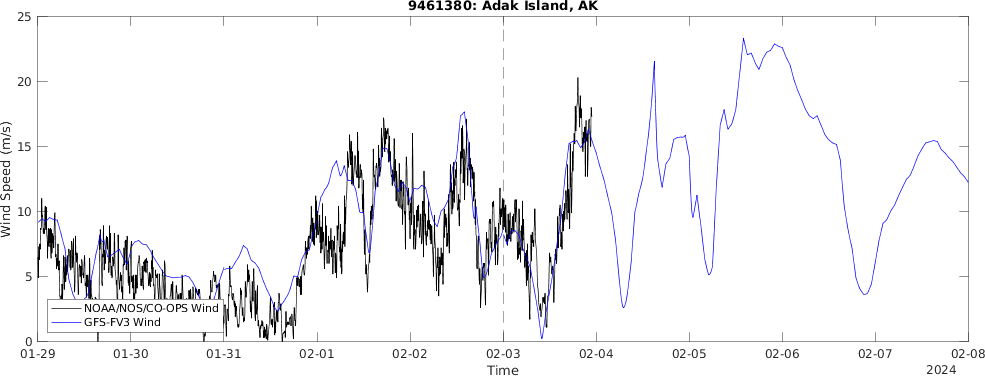 9461380: Adak Island, AK
Wind Speed (m/s)
25
20
15
10
5
0
NOAA/NOS/CO-OPS Wind
GFS-FV3 Wind
01-29 01-30 01-31 02-01 02-02 02-03 02-04 02-05 02-06 02-07 02-08
Time
2024